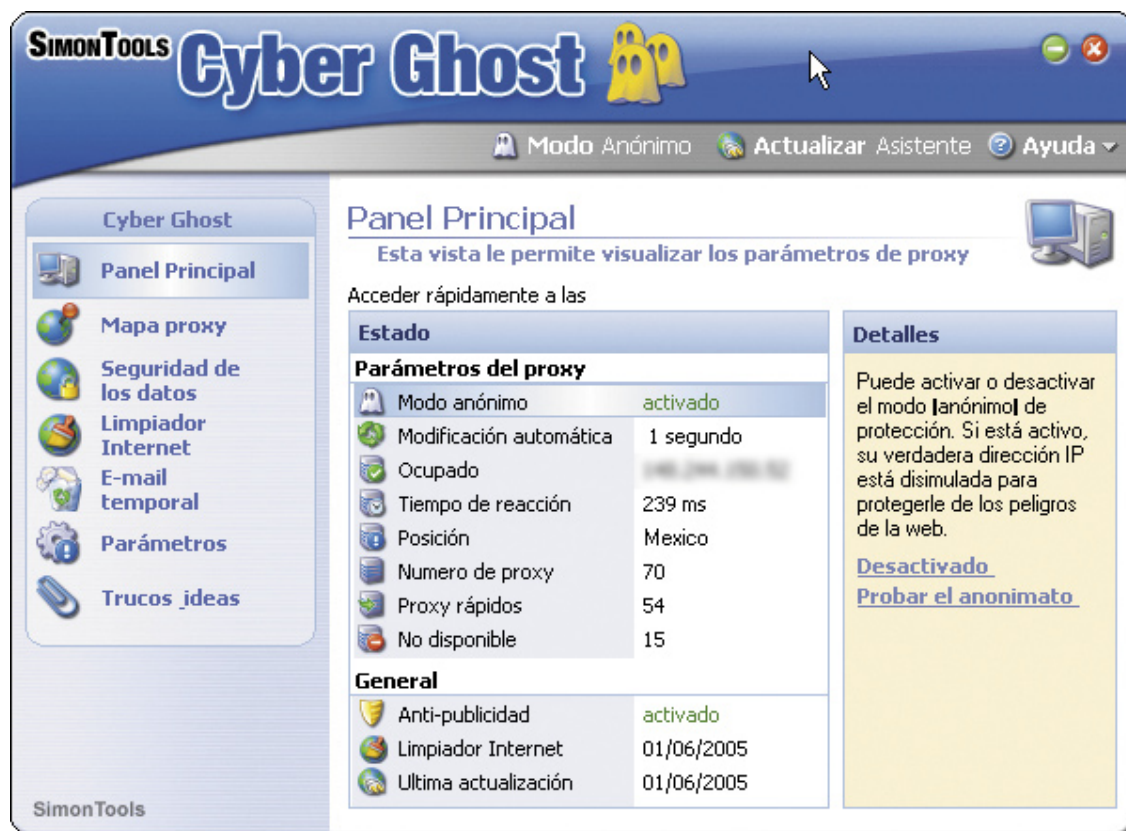 SIMONTOOLS Cyber Ghost
Modo Anónimo Actualizar Asistente Ayuda
Cyber Ghost
Panel Principal
Mapa proxy
Seguridad de
los datos
Limpiador
Internet
E-mail
temporal
Parámetros
Trucos _ideas
SimonTools
Panel Principal
Esta vista le permite visualizar los parámetros de proxy
Acceder rápidamente a las
Estado
Parámetros del proxy
Modo anónimo activado
Modificación automática 1 segundo
Ocupado
Tiempo de reacción 239 ms
Posición Mexico
Numero de proxy 70
Proxy rápidos 54
No disponible 15
General
Anti-publicidad activado
Limpiador Internet 01/06/2005
Ultima actualización 01/06/2005
Detalles
Puede activar o desactivar
el modo |anónimo| de
protección. Si está activo,
su verdadera dirección IP
está disimulada para
protegerle de los peligros
de la web.
Desactivado
Probar el anonimato